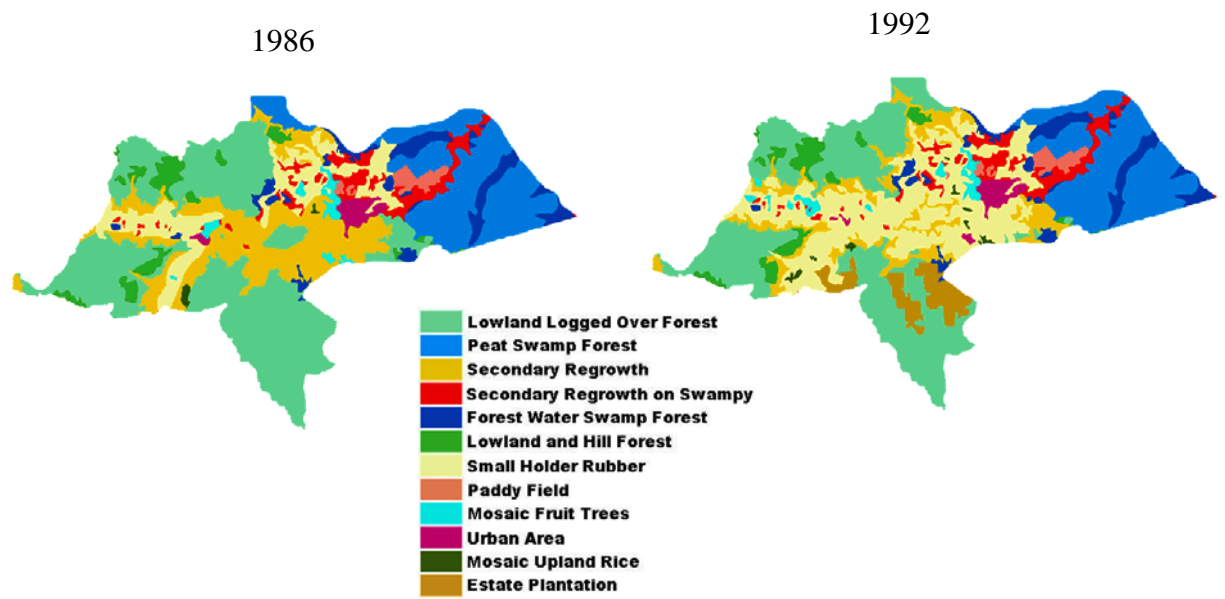 1986
1992
Lowland Logged Over Forest
Peat Swamp Forest
Secondary Regrowth
Secondary Regrowth on Swampy
Forest Water Swamp Forest
Lowland and Hill Forest
Small Holder Rubber
Paddy Field
Mosaic Fruit Trees
Urban Area
Mosaic Upland Rice
Estate Plantation